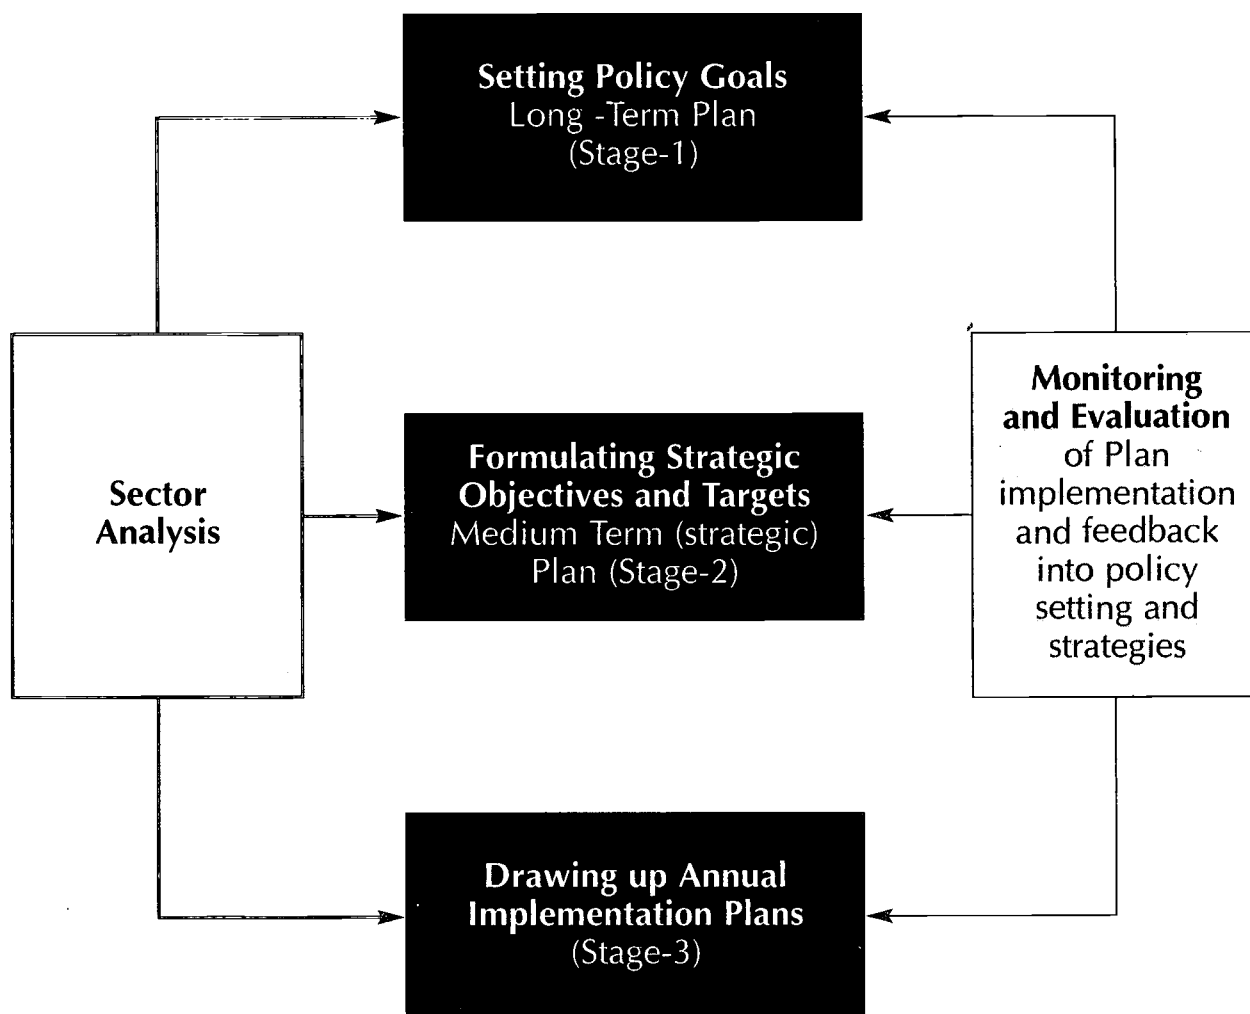 Setting Policy Goals
Long -Term Plan
(Stage-1)
Sector
Analysis
Formulating Strategic
Objectives and Targets
Medium Term (strategic)
Plan (Stage-2)
Monitoring
and Evaluation
of Plan
implementation
and feedback
into policy
setting and
strategies
Drawing up Annual
Implementation Plans
(Stage-3)